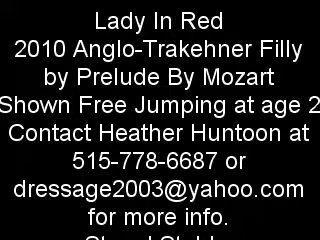 Lady In Red
2010 Anglo-Trakehner Filly
by Prelude By Mozart
Shown Free Jumping at age 2
Contact Heather Huntoon at
515-778-6687 or
dressage2003@yahoo.com
for more info.